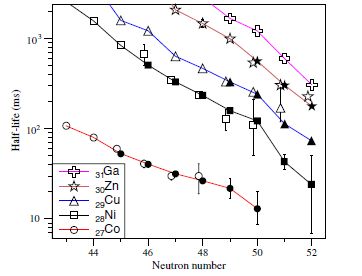 Half-life (ms)
10³
10²
10
₃₁Ga
₃₀Zn
₂₉Cu
₂₈Ni
₂₇Co
44 46 48 50 52
Neutron number